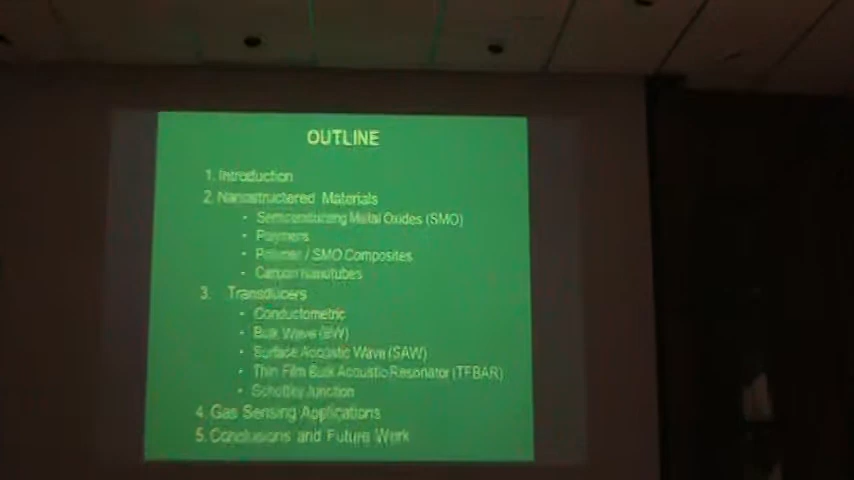 OUTLINE
1. Introduction
2. Nanostructered Materials
- Semiconducing Metal Oxides (SMO)
- Polymers
- Polymer / SMO Composites
- Carbon Nanotubes
3. Transducers
- Conductometric
- Bulk Wave (BW)
- Surface Acoustic Wave (SAW)
- Thin Film Bulk Acoustic Resonator (TFBAR)
- Schottky Junction
4. Gas Sensing Applications
5. Conclusions and Future Work